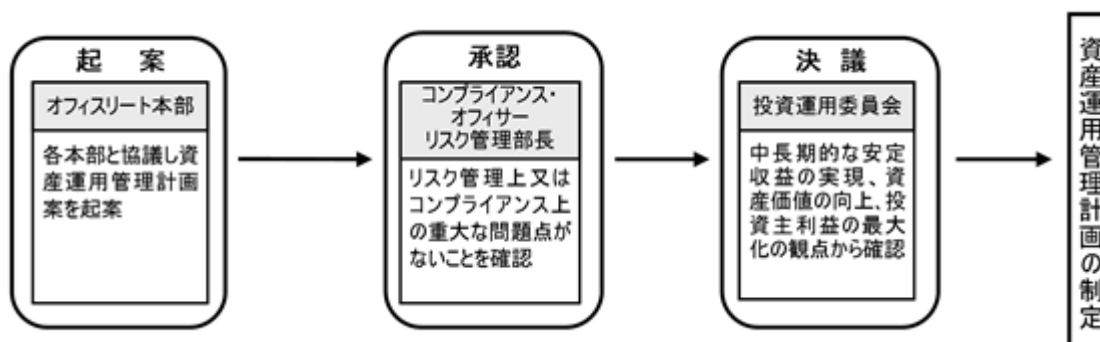 起　案
オフィスリート本部
各本部と協議し資
産運用管理計画
案を起案
承認
コンプライアンス・
オフィサー
リスク管理部長
リスク管理上又は
コンプライアンス上
の重大な問題点が
ないことを確認
決　議
投資運用委員会
中長期的な安定
収益の実現、資
産価値の向上、投
資主利益の最大
化の観点から確認
資産運用管理計画の制定